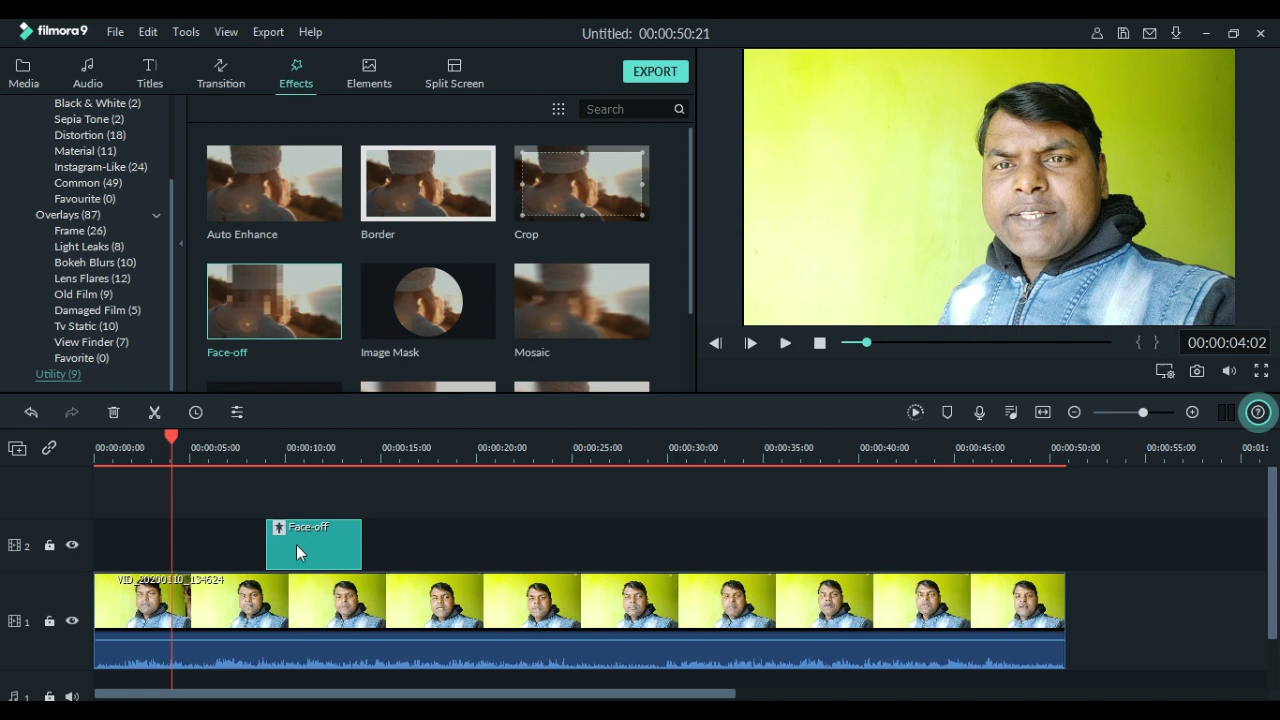 filmora9 File Edit Tools View Export Help Untitled: 00:00:50:21
Media Audio Titles Transition Effects Elements Split Screen EXPORT
Search
Black & White (2)
Sepia Tone (2)
Distortion (18)
Material (11)
Instagram-Like (24)
Common (49)
Favourite (0)
Overlays (87)
Frame (26)
Light Leaks (8)
Bokeh Blurs (10)
Lens Flares (12)
Old Film (9)
Damaged Film (5)
Tv Static (10)
View Finder (7)
Favorite (0)
Utility (9)
Auto Enhance Border Crop
Face-off Image Mask Mosaic
00:00:04:02
00:00:00:00 00:00:05:00 00:00:10:00 00:00:15:00 00:00:20:00 00:00:25:00 00:00:30:00 00:00:35:00 00:00:40:00 00:00:45:00 00:00:50:00 00:00:55:00 00:01:
2 Face-off
VID_20200110_134624
1
1